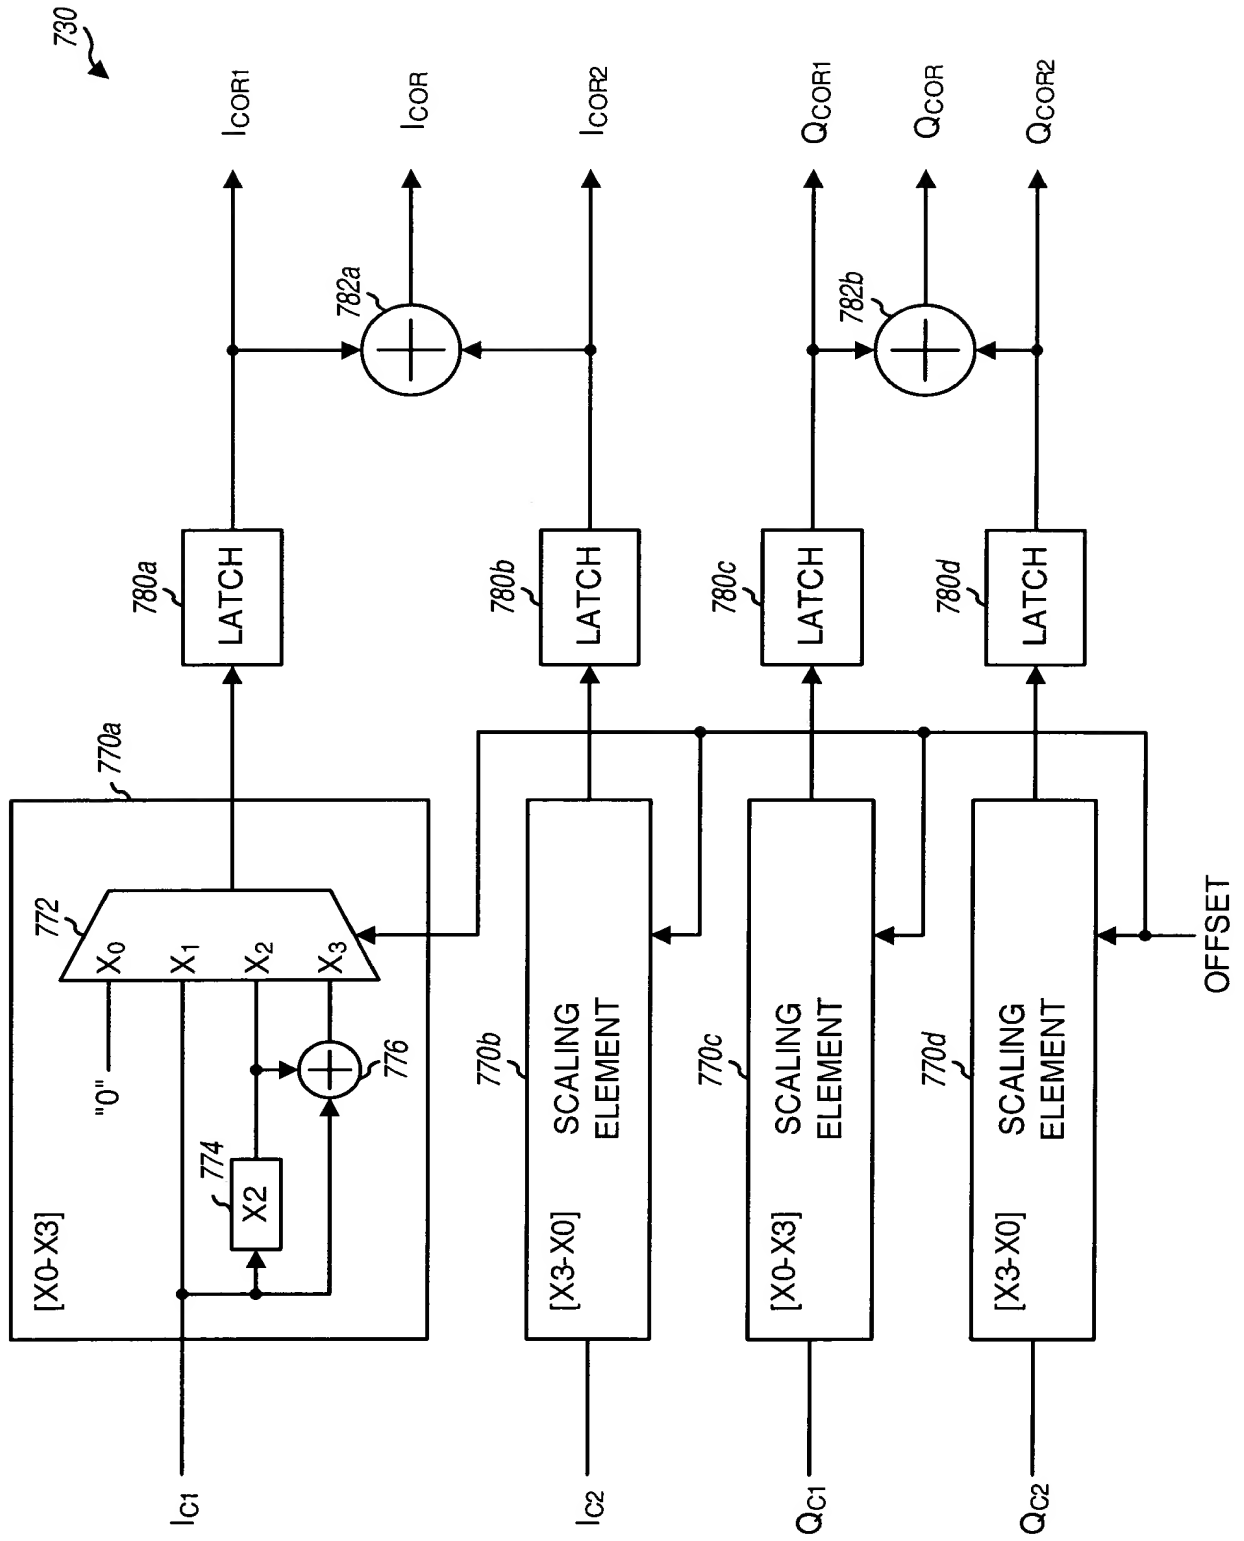 730
ICOR1
ICOR
ICOR2
QCOR1
QCOR
QCOR2
782a
782b
780a
LATCH
780b
LATCH
780c
LATCH
780d
LATCH
770a
772
X0
X1
X2
X3
"0"
774
X2
776
[X0-X3]
770b
SCALING
ELEMENT
[X3-X0]
770c
SCALING
ELEMENT
[X0-X3]
770d
SCALING
ELEMENT
[X3-X0]
OFFSET
IC1
IC2
QC1
QC2